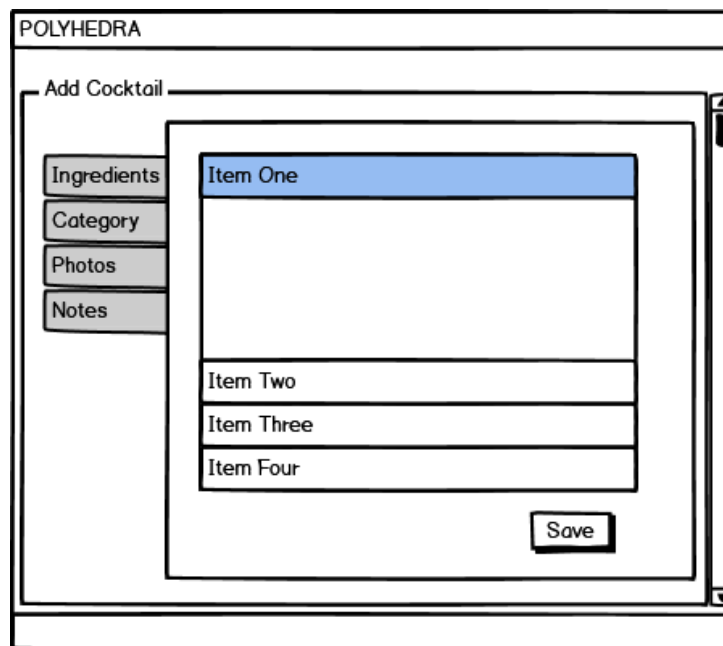 POLYHEDRA
Add Cocktail
Ingredients
Category
Photos
Notes
Item One
Item Two
Item Three
Item Four
Save